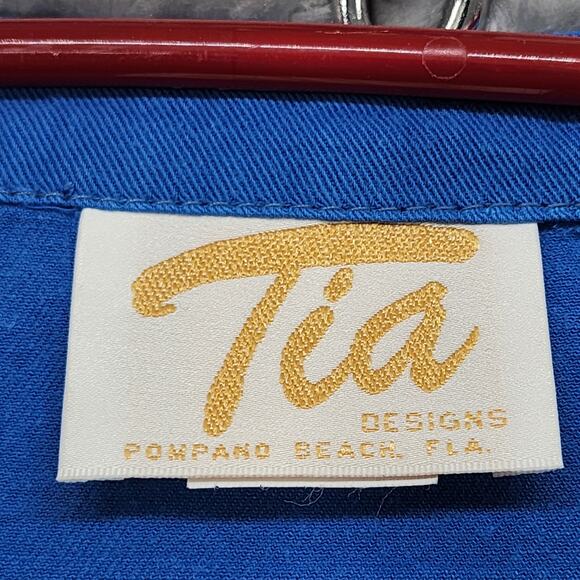 Tia
DESIGNS
POMPANO BEACH, FLA.